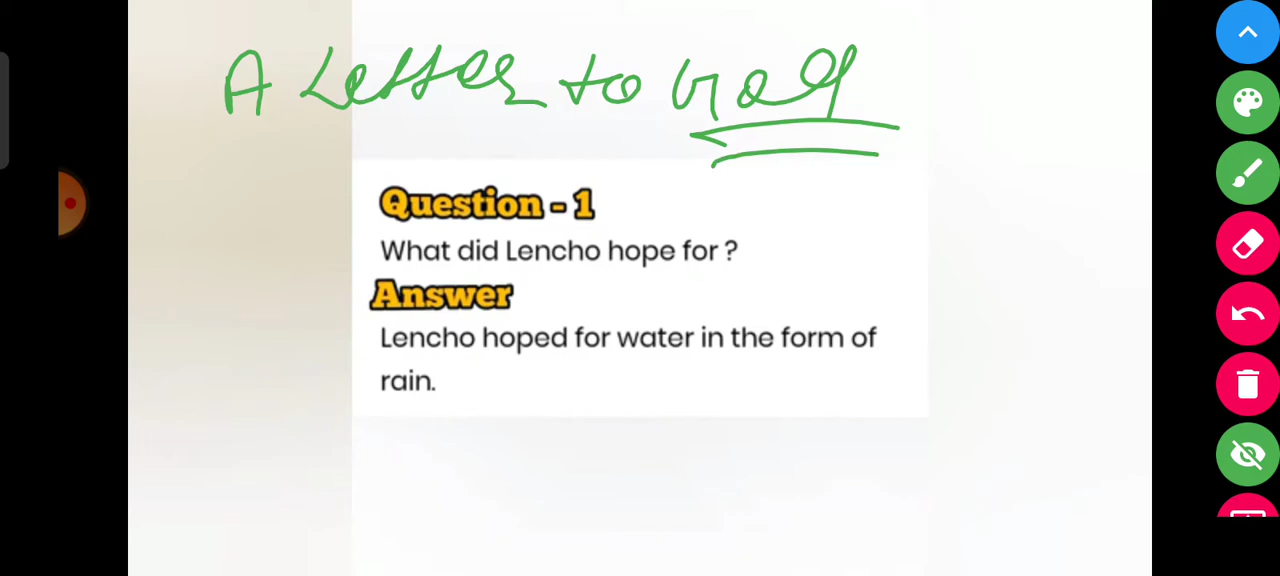 A Letter to God
Question - 1
What did Lencho hope for ?
Answer
Lencho hoped for water in the form of
rain.